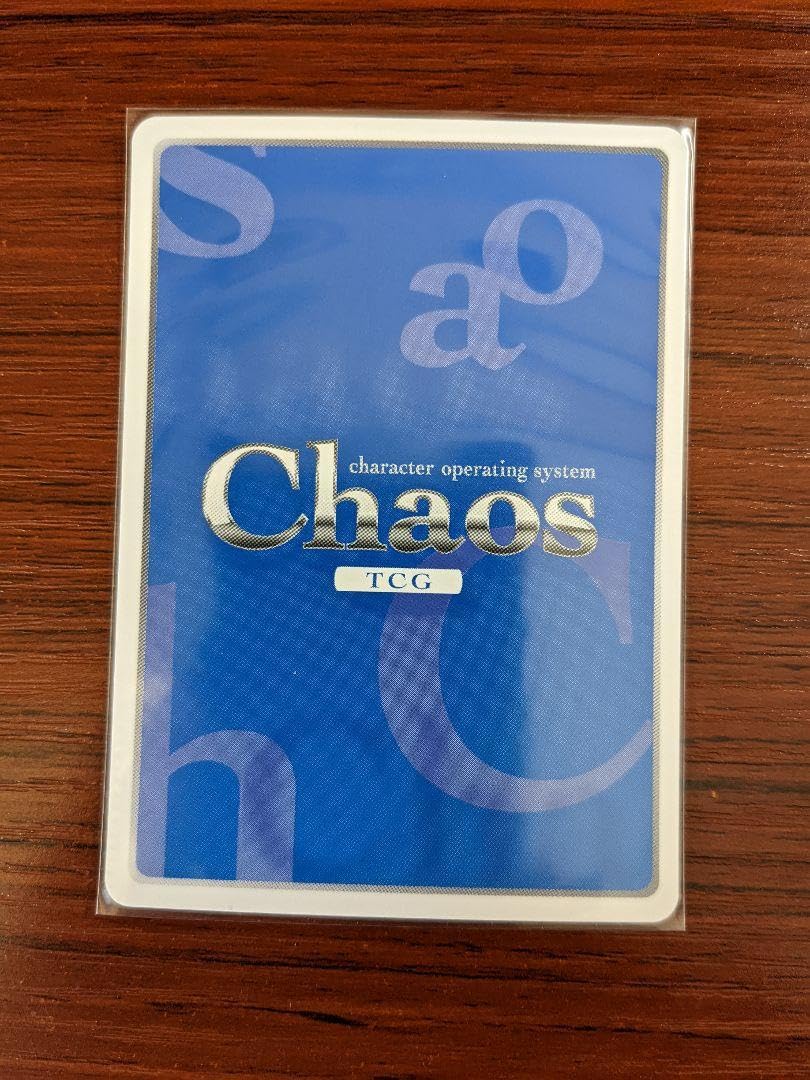 s
a o
character operating system
Chaos
TCG
C
h